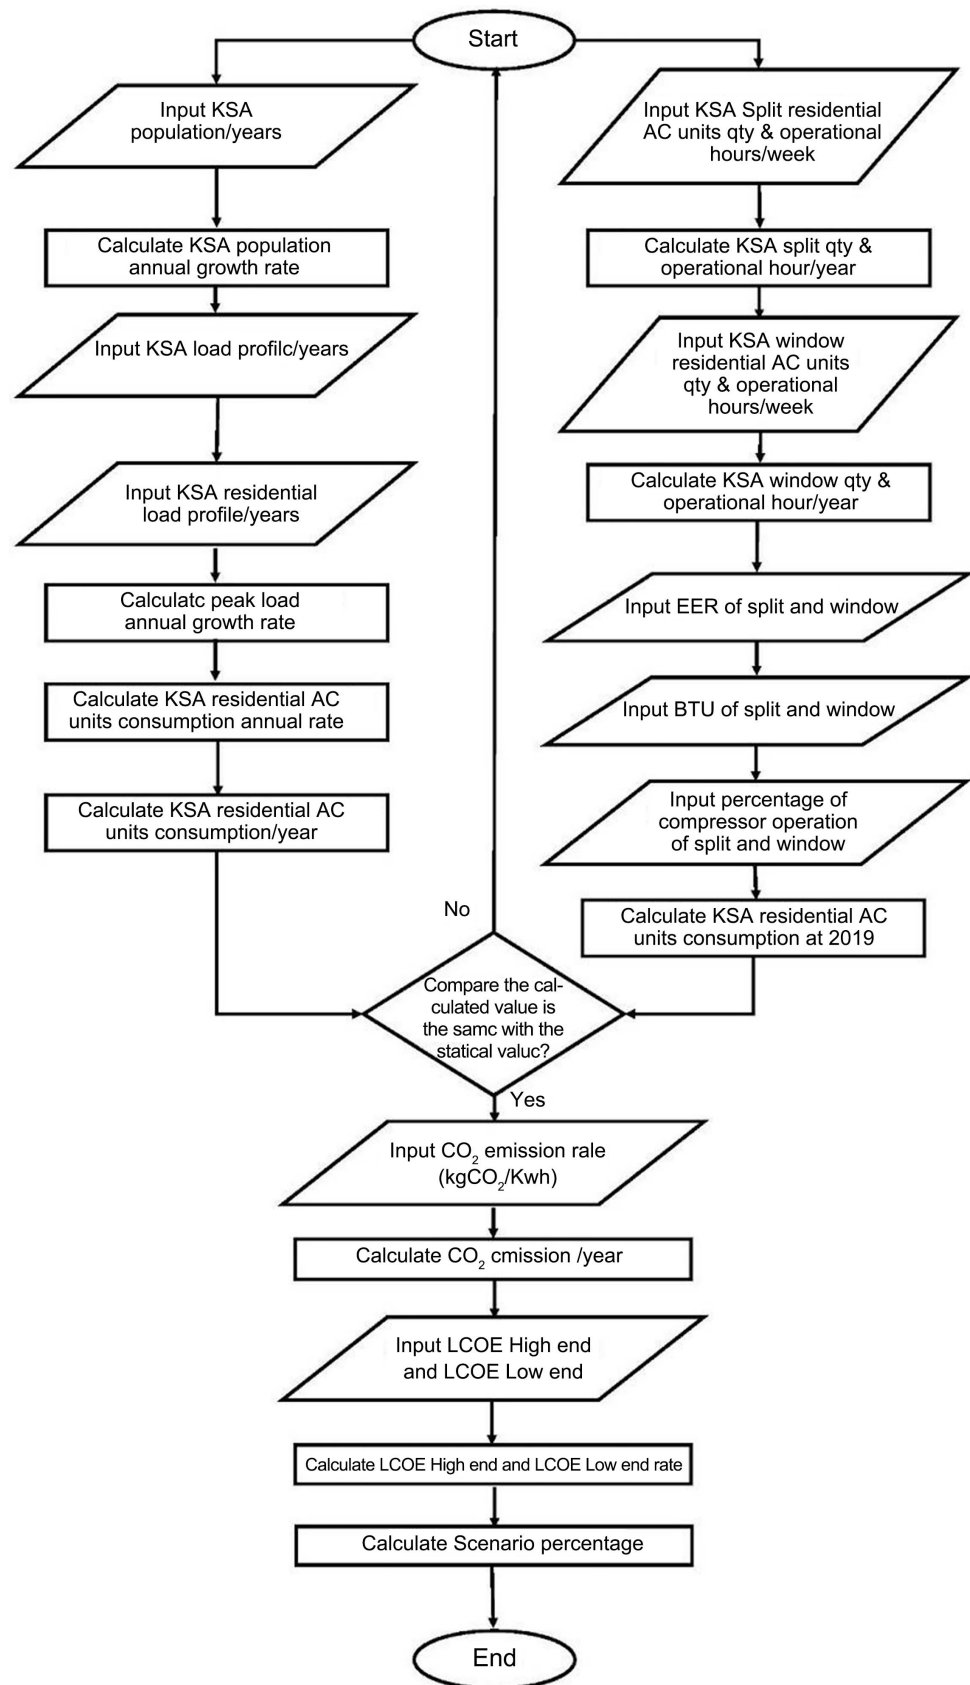 Start
Input KSA
population/years
Calculate KSA population
annual growth rate
Input KSA load profilc/years
Input KSA residential
load profile/years
Calculatc peak load
annual growth rate
Calculate KSA residential AC
units consumption annual rate
Calculate KSA residential AC
units consumption/year
Input KSA Split residential
AC units qty & operational
hours/week
Calculate KSA split qty &
operational hour/year
Input KSA window
residential AC units
qty & operational
hours/week
Calculate KSA window qty &
operational hour/year
Input EER of split and window
Input BTU of split and window
Input percentage of
compressor operation
of split and window
Calculate KSA residential AC
units consumption at 2019
No
Compare the cal-
culated value is
the samc with the
statical valuc?
Yes
Input CO₂ emission rale
(kgCO₂/Kwh)
Calculate CO₂ cmission /year
Input LCOE High end
and LCOE Low end
Calculate LCOE High end and LCOE Low end rate
Calculate Scenario percentage
End